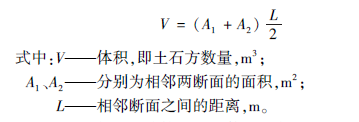 V = (A₁ + A₂) L/2
式中:V——体积,即土石方数量,m³;
A₁、A₂——分别为相邻两断面的面积,m²;
L——相邻断面之间的距离,m。